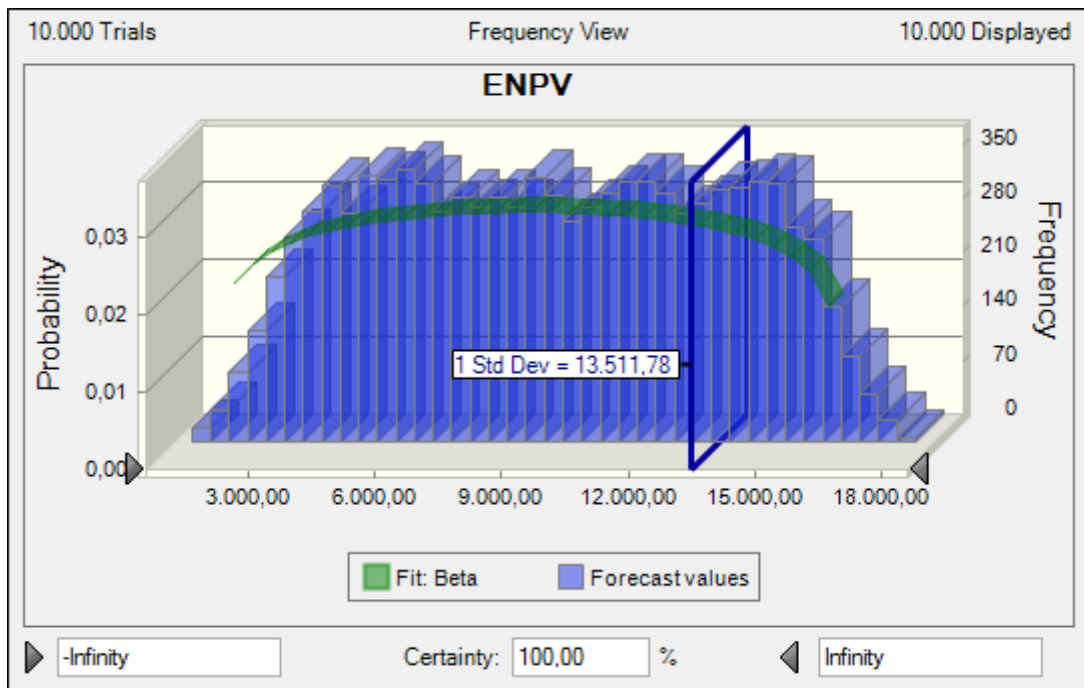 10.000 Trials Frequency View 10.000 Displayed
ENPV
Probability
0,03
0,02
0,01
0,00
350
280
210
140
70
0
Frequency
1 Std Dev = 13.511,78
3.000,00 6.000,00 9.000,00 12.000,00 15.000,00 18.000,00
Fit: Beta Forecast values
-Infinity Certainty: 100,00 % Infinity